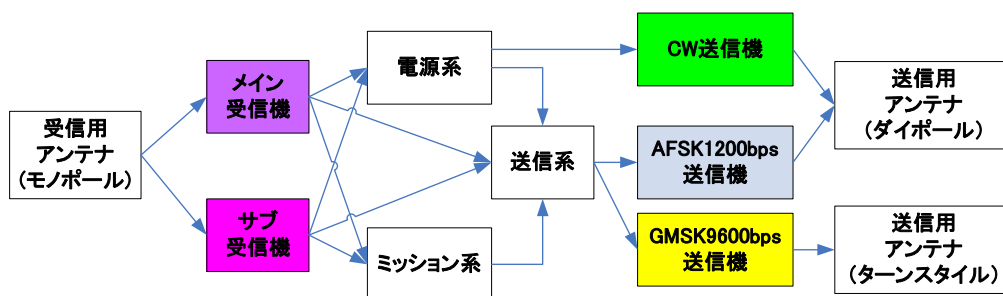 受信用
アンテナ
(モノポール)
メイン
受信機
サブ
受信機
電源系
ミッション系
送信系
CW送信機
AFSK1200bps
送信機
GMSK9600bps
送信機
送信用
アンテナ
(ダイポール)
送信用
アンテナ
(ターンスタイル)